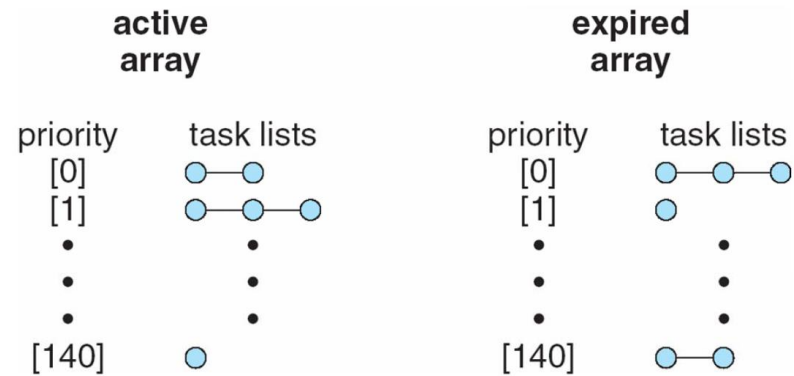 active
array
priority task lists
[0]
[1]
[140]
expired
array
priority task lists
[0]
[1]
[140]